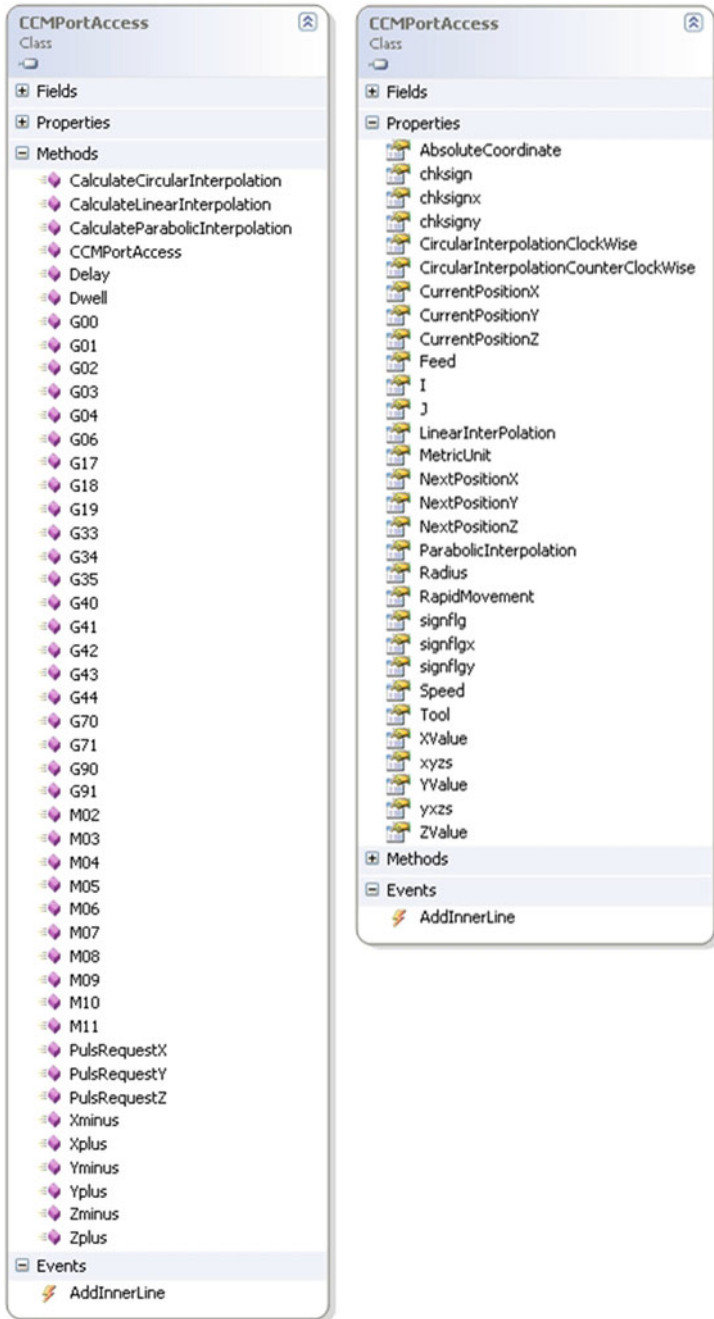 CCMPortAccess
Class
Fields
Properties
Methods
CalculateCircularInterpolation
CalculateLinearInterpolation
CalculateParabolicInterpolation
CCMPortAccess
Delay
Dwell
G00
G01
G02
G03
G04
G06
G17
G18
G19
G33
G34
G35
G40
G41
G42
G43
G44
G70
G71
G90
G91
M02
M03
M04
M05
M06
M07
M08
M09
M10
M11
PulsRequestX
PulsRequestY
PulsRequestZ
Xminus
Xplus
Yminus
Yplus
Zminus
Zplus
Events
AddInnerLine
CCMPortAccess
Class
Fields
Properties
AbsoluteCoordinate
chksign
chksignx
chksigny
CircularInterpolationClockWise
CircularInterpolationCounterClockWise
CurrentPositionX
CurrentPositionY
CurrentPositionZ
Feed
I
J
LinearInterPolation
MetricUnit
NextPositionX
NextPositionY
NextPositionZ
ParabolicInterpolation
Radius
RapidMovement
signflg
signflgx
signflgy
Speed
Tool
XValue
xyzs
YValue
yxzs
ZValue
Methods
Events
AddInnerLine